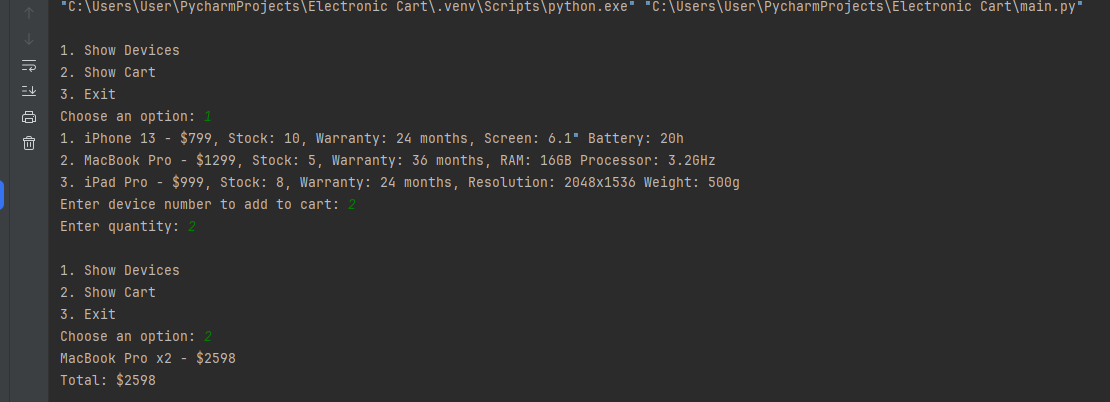 "C:\Users\User\PycharmProjects\Electronic Cart\.venv\Scripts\python.exe" "C:\Users\User\PycharmProjects\Electronic Cart\main.py"
1. Show Devices
2. Show Cart
3. Exit
Choose an option: 1
1. iPhone 13 - $799, Stock: 10, Warranty: 24 months, Screen: 6.1" Battery: 20h
2. MacBook Pro - $1299, Stock: 5, Warranty: 36 months, RAM: 16GB Processor: 3.2GHz
3. iPad Pro - $999, Stock: 8, Warranty: 24 months, Resolution: 2048x1536 Weight: 500g
Enter device number to add to cart: 2
Enter quantity: 2
1. Show Devices
2. Show Cart
3. Exit
Choose an option: 2
MacBook Pro x2 - $2598
Total: $2598